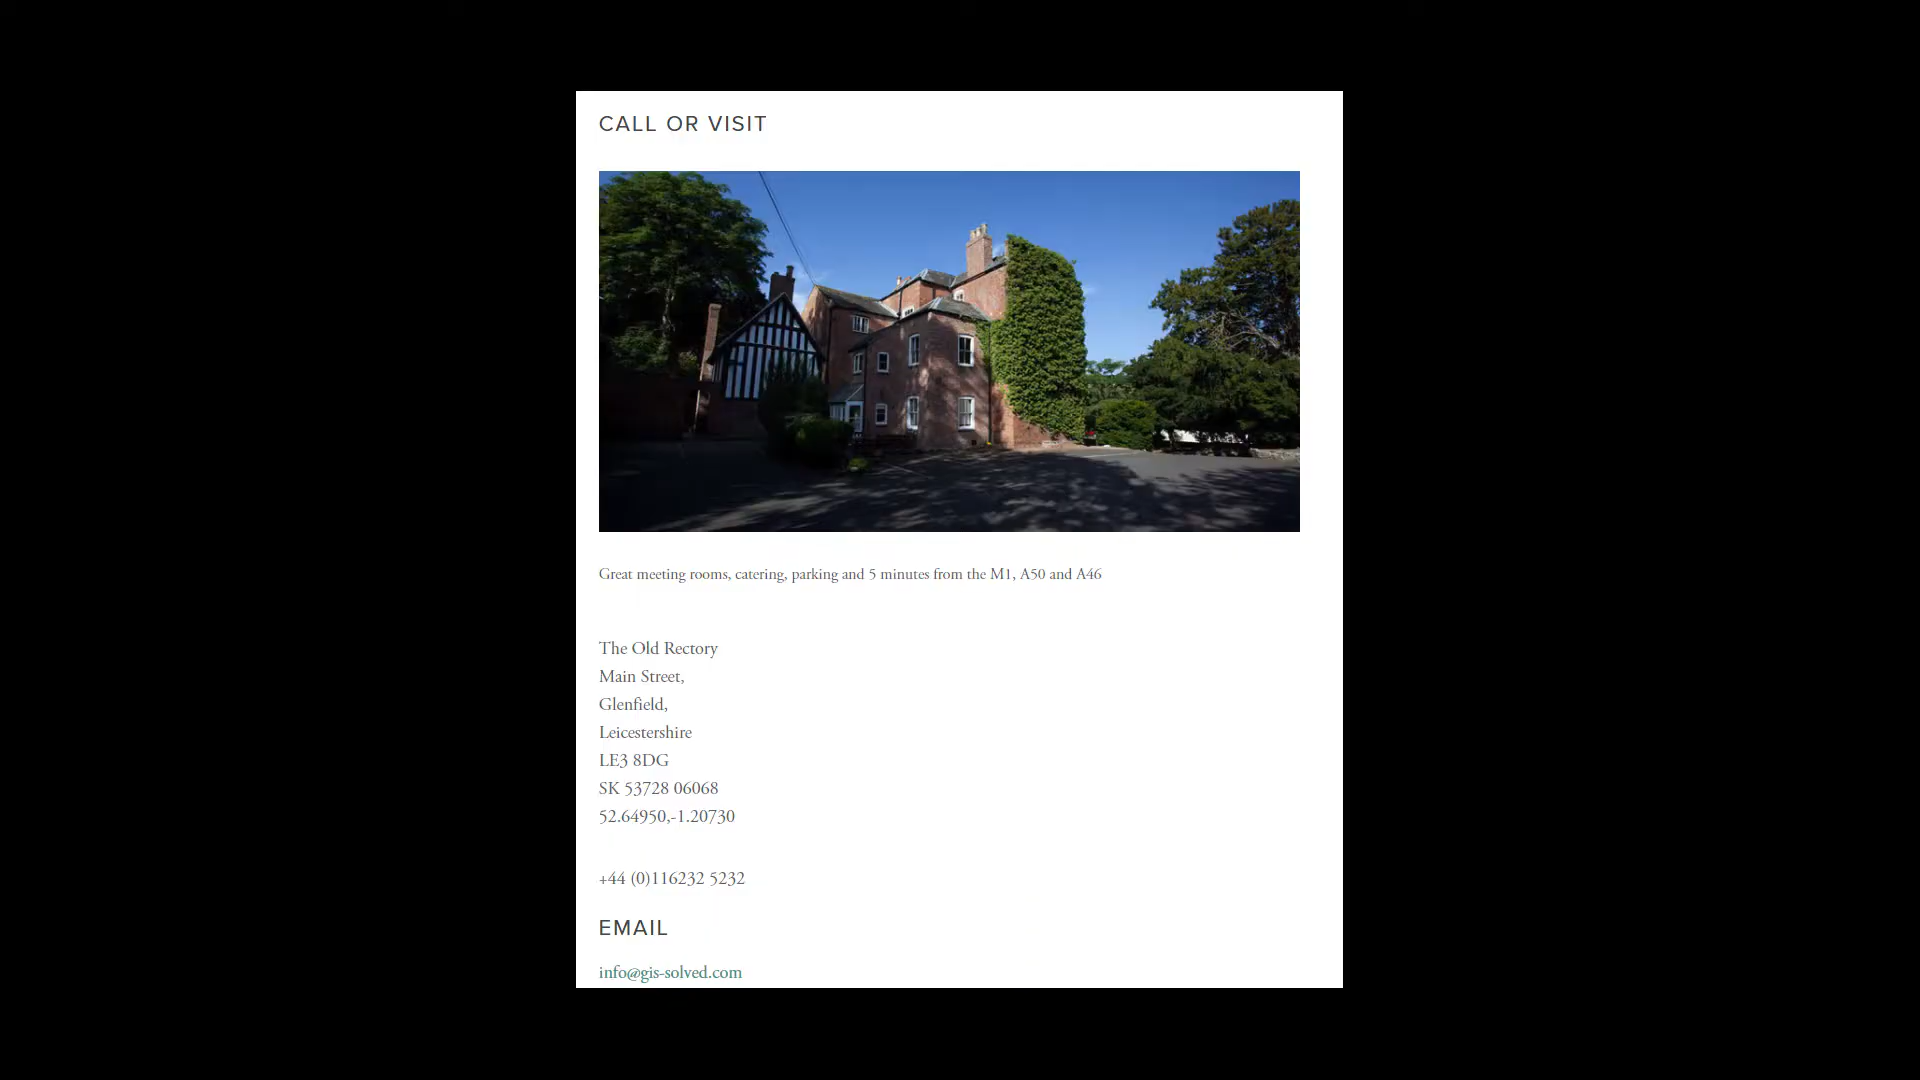 CALL OR VISIT
Great meeting rooms, catering, parking and 5 minutes from the M1, A50 and A46
The Old Rectory
Main Street,
Glenfield,
Leicestershire
LE3 8DG
SK 53728 06068
52.64950,-1.20730
+44 (0)116232 5232
EMAIL
info@gis-solved.com